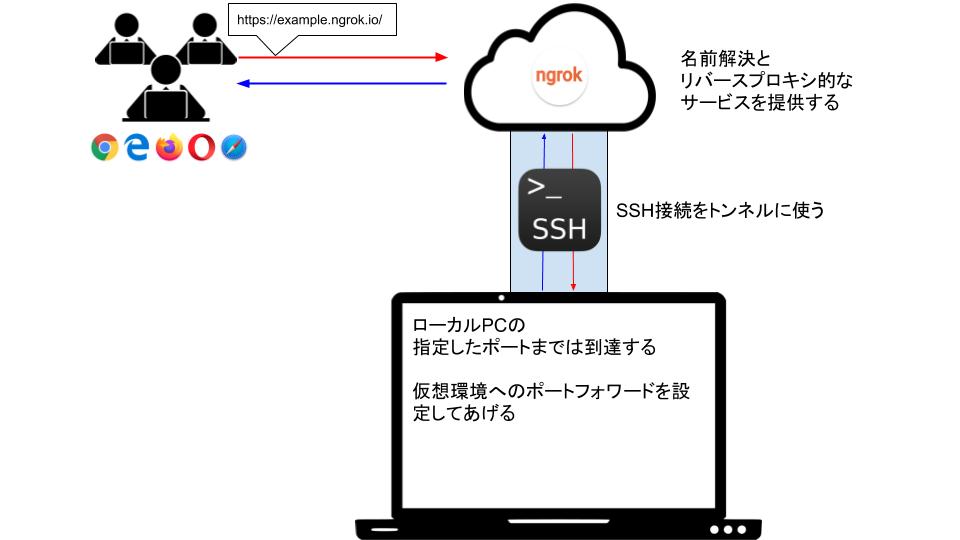 https://example.ngrok.io/
ngrok
名前解決と
リバースプロキシ的な
サービスを提供する
>_
SSH
SSH接続をトンネルに使う
ローカルPCの
指定したポートまでは到達する
仮想環境へのポートフォワードを設
定してあげる